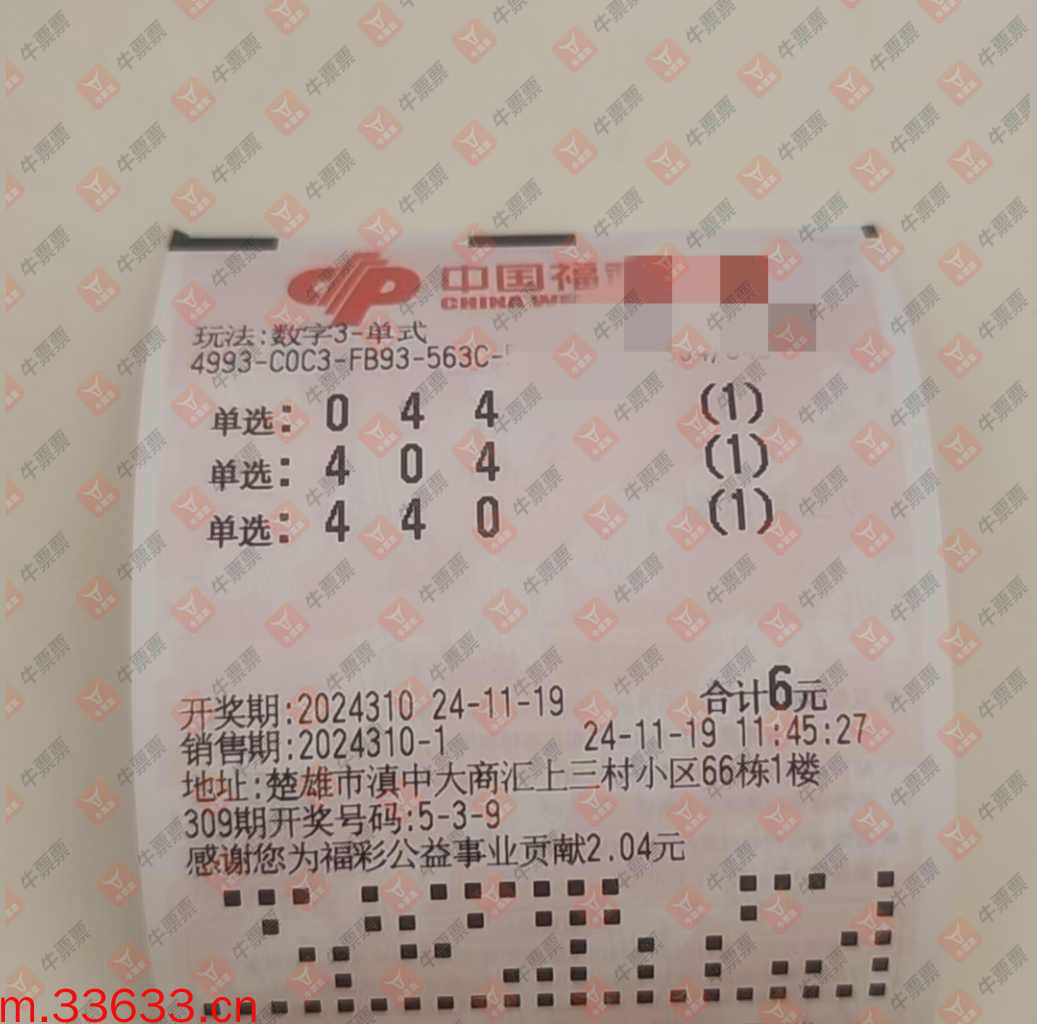 中国福
CHINA WE
玩法:数字3-单式
4993-C0C3-FB93-563C-
单选: 0 4 4 (1)
单选: 4 0 4 (1)
单选: 4 4 0 (1)
开奖期:2024310 24-11-19 合计6元
销售期:2024310-1 24-11-19 11:45:27
地址:楚雄市滇中大商汇上三村小区66栋1楼
309期开奖号码:5-3-9
感谢您为福彩公益事业贡献2.04元
牛票票
m.33633.cn